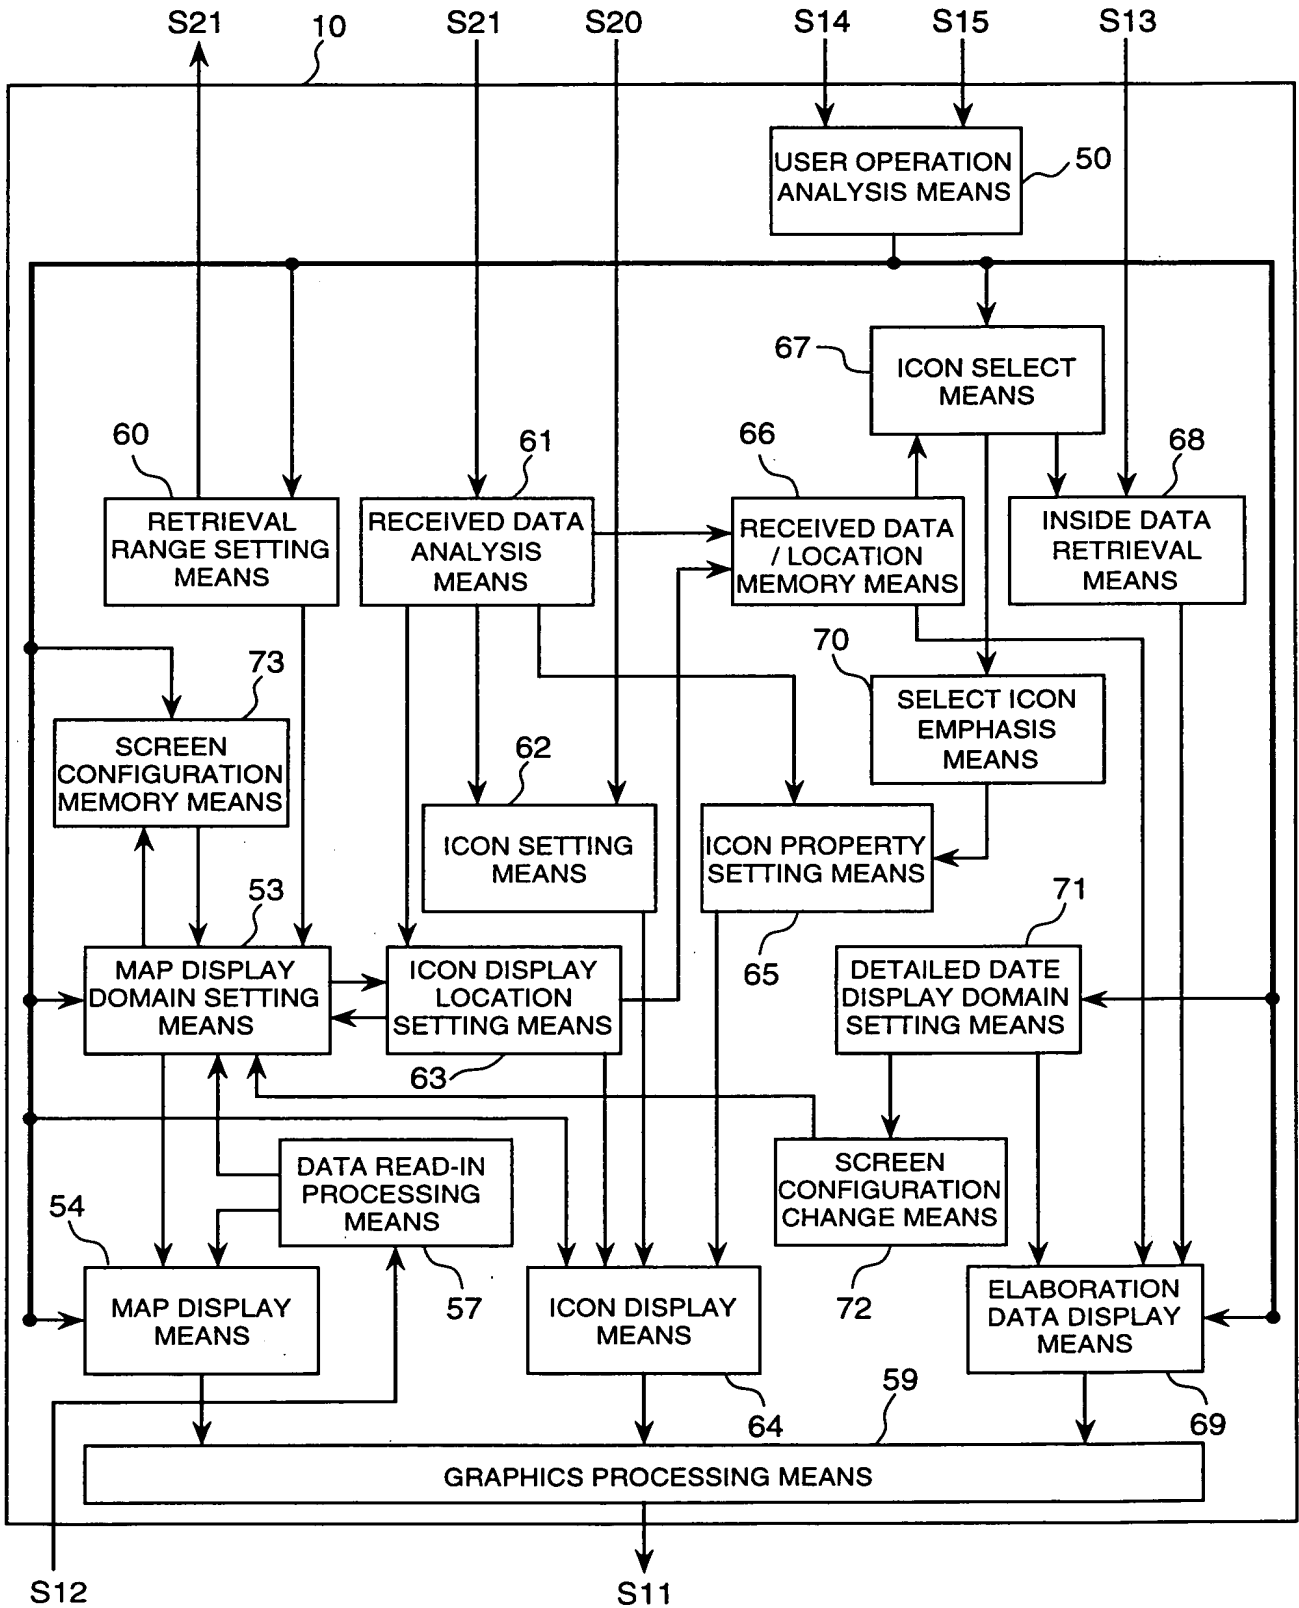 S21
10
S21
S20
S14
S15
S13
USER OPERATION
ANALYSIS MEANS
50
67
ICON SELECT
MEANS
60
61
66
68
RETRIEVAL
RANGE SETTING
MEANS
RECEIVED DATA
ANALYSIS
MEANS
RECEIVED DATA
/ LOCATION
MEMORY MEANS
INSIDE DATA
RETRIEVAL
MEANS
73
70
SELECT ICON
EMPHASIS
MEANS
SCREEN
CONFIGURATION
MEMORY MEANS
62
ICON SETTING
MEANS
ICON PROPERTY
SETTING MEANS
53
65
71
MAP DISPLAY
DOMAIN SETTING
MEANS
ICON DISPLAY
LOCATION
SETTING MEANS
DETAILED DATE
DISPLAY DOMAIN
SETTING MEANS
63
DATA READ-IN
PROCESSING
MEANS
SCREEN
CONFIGURATION
CHANGE MEANS
54
57
72
MAP DISPLAY
MEANS
ICON DISPLAY
MEANS
ELABORATION
DATA DISPLAY
MEANS
64
59
69
GRAPHICS PROCESSING MEANS
S12
S11